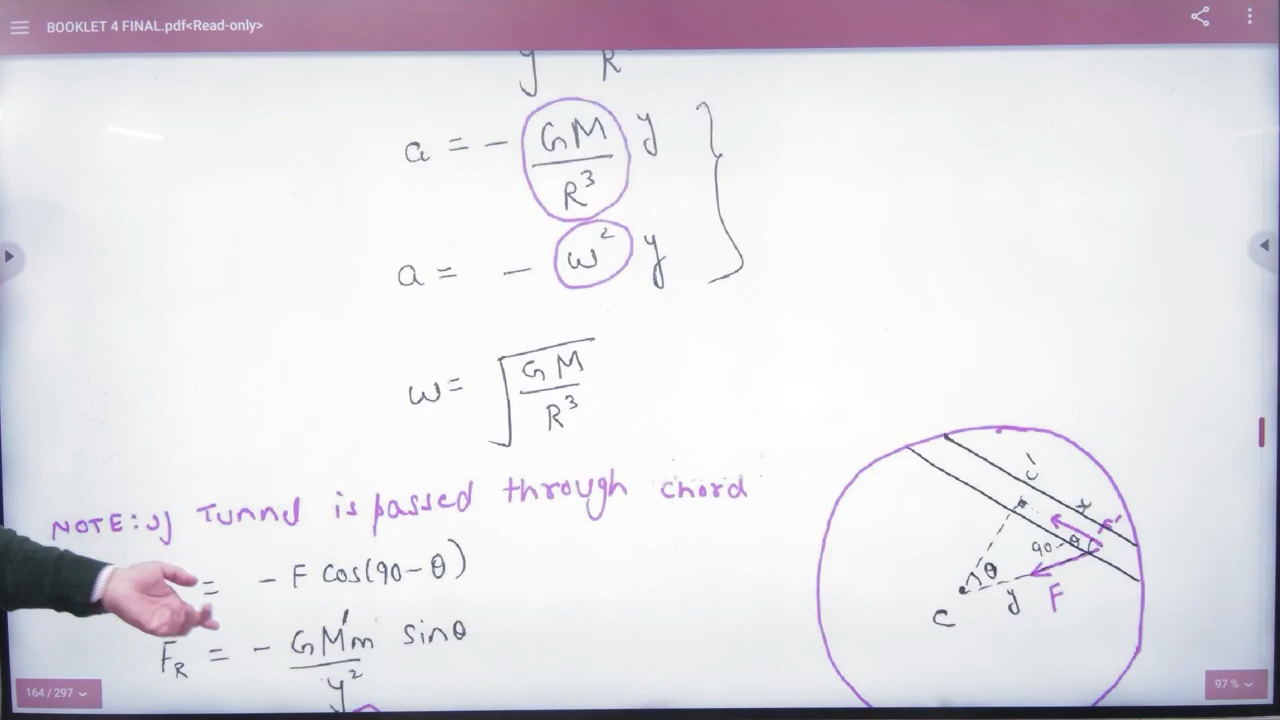 BOOKLET 4 FINAL.pdf<Read-only>
y R
a = - GM/R³ y
a = - ω² y
ω = √(GM/R³)
NOTE: If Tunnel is passed through chord
= - F cos(90-θ)
F_R = - GM'm/y² sinθ
C'
x
F'
90-θ
θ
y
F
C
164 / 297
97%